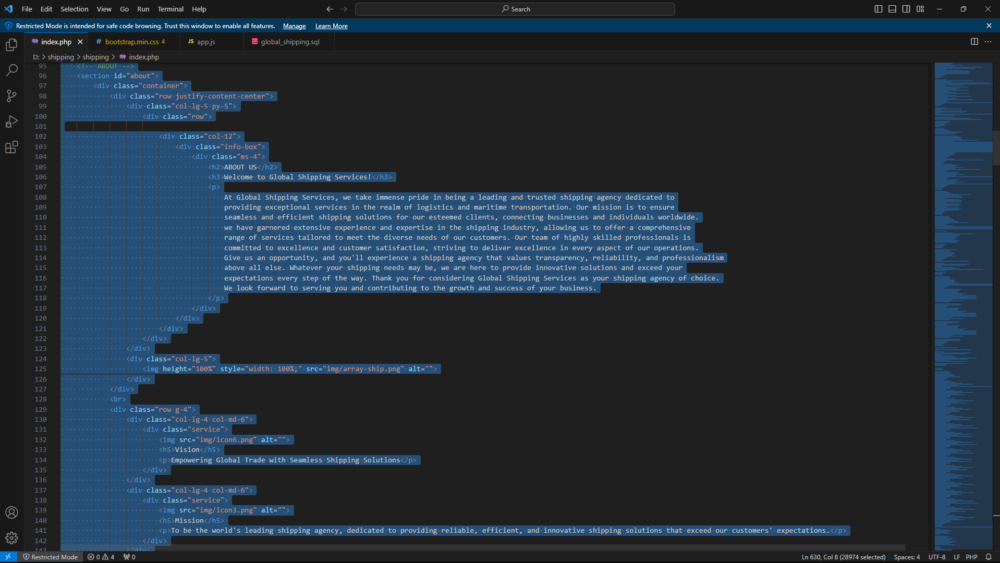 File Edit Selection View Go Run Terminal Help Search
Restricted Mode is intended for safe code browsing. Trust this window to enable all features. Manage Learn More
index.php bootstrap.min.css 4 JS app.js global_shipping.sql
D: > shipping > shipping > index.php
95 <!-- ABOUT -->
96 <section id="about">
97 <div class="container">
98 <div class="row justify-content-center">
99 <div class="col-lg-5 py-5">
100 <div class="row">
101
102 <div class="col-12">
103 <div class="info-box">
104 <div class="ms-4">
105 <h2>ABOUT US</h2>
106 <h3>Welcome to Global Shipping Services!</h3>
107 <p>
108 At Global Shipping Services, we take immense pride in being a leading and trusted shipping agency dedicated to
109 providing exceptional services in the realm of logistics and maritime transportation. Our mission is to ensure
110 seamless and efficient shipping solutions for our esteemed clients, connecting businesses and individuals worldwide.
111 we have garnered extensive experience and expertise in the shipping industry, allowing us to offer a comprehensive
112 range of services tailored to meet the diverse needs of our customers. Our team of highly skilled professionals is
113 committed to excellence and customer satisfaction, striving to deliver excellence in every aspect of our operations.
114 Give us an opportunity, and you'll experience a shipping agency that values transparency, reliability, and professionalism
115 above all else. Whatever your shipping needs may be, we are here to provide innovative solutions and exceed your
116 expectations every step of the way. Thank you for considering Global Shipping Services as your shipping agency of choice.
117 We look forward to serving you and contributing to the growth and success of your business.
118 </p>
119 </div>
120 </div>
121 </div>
122 </div>
123 </div>
124 <div class="col-lg-5">
125 <img height="100%" style="width: 100%;" src="img/array-ship.png" alt="">
126 </div>
127 </div>
128 <br>
129 <div class="row g-4">
130 <div class="col-lg-4 col-md-6">
131 <div class="service">
132 <img src="img/icon6.png" alt="">
133 <h5>Vision</h5>
134 <p>Empowering Global Trade with Seamless Shipping Solutions</p>
135 </div>
136 </div>
137 <div class="col-lg-4 col-md-6">
138 <div class="service">
139 <img src="img/icon3.png" alt="">
140 <h5>Mission</h5>
141 <p>To be the world's leading shipping agency, dedicated to providing reliable, efficient, and innovative shipping solutions that exceed our customers' expectations.</p>
142 </div>
143 </div>
Restricted Mode 0 4 0 Ln 630, Col 8 (28974 selected) Spaces: 4 UTF-8 LF PHP